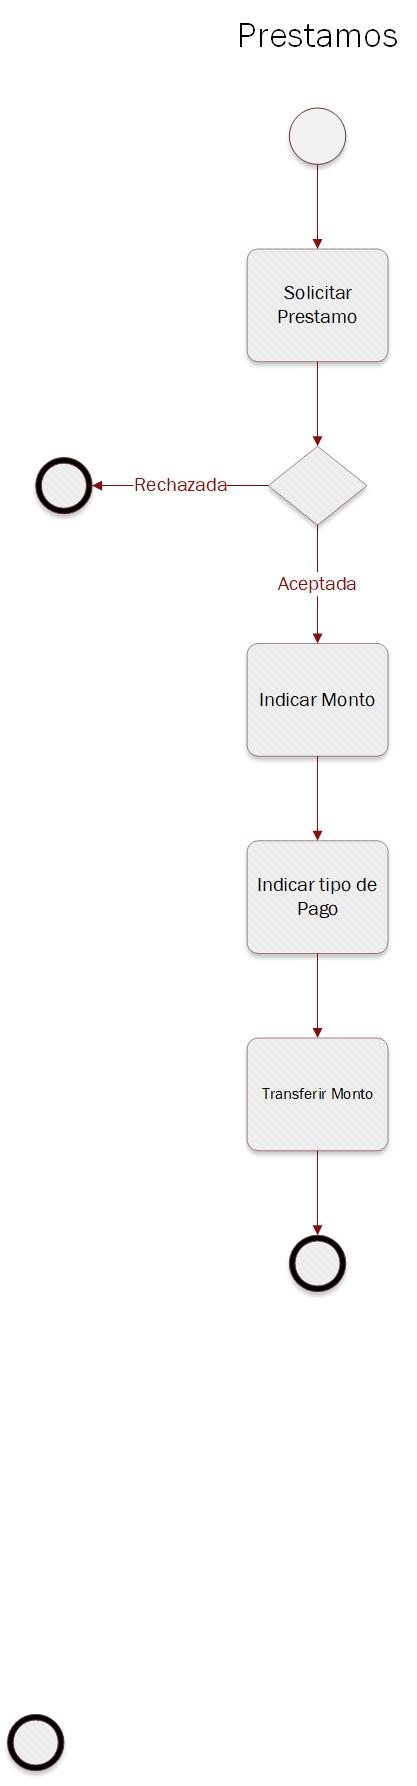 Prestamos
Solicitar
Prestamo
Rechazada
Aceptada
Indicar Monto
Indicar tipo de
Pago
Transferir Monto